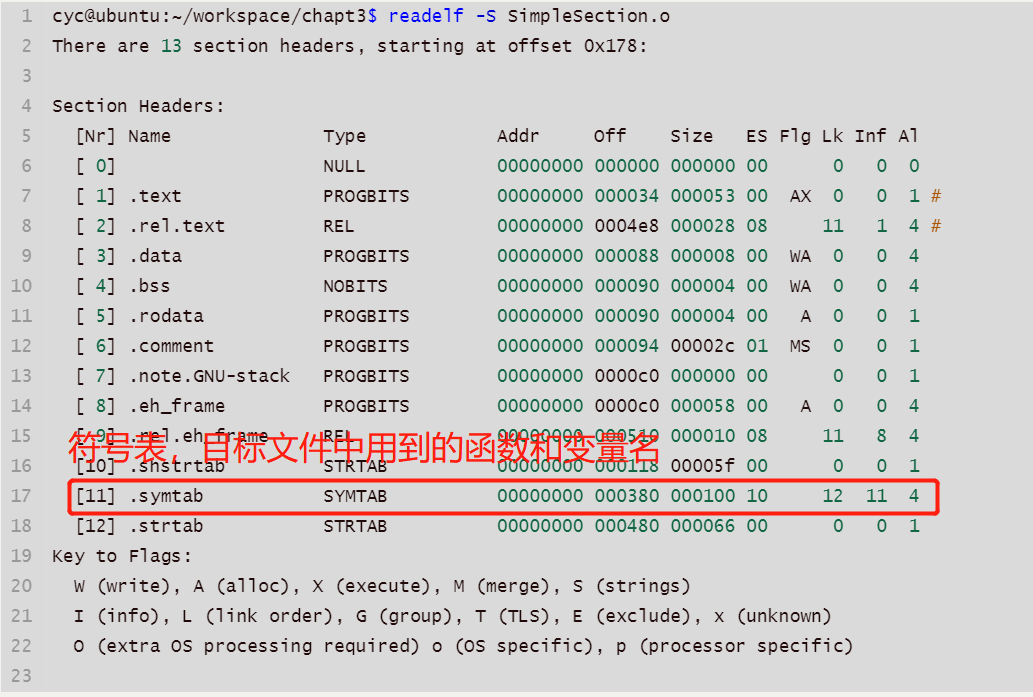 1 cyc@ubuntu:~/workspace/chapt3$ readelf -S SimpleSection.o
2 There are 13 section headers, starting at offset 0x178:
3
4 Section Headers:
5 [Nr] Name Type Addr Off Size ES Flg Lk Inf Al
6 [ 0] NULL 00000000 000000 000000 00 0 0 0
7 [ 1] .text PROGBITS 00000000 000034 000053 00 AX 0 0 1 #
8 [ 2] .rel.text REL 00000000 0004e8 000028 08 11 1 4 #
9 [ 3] .data PROGBITS 00000000 000088 000008 00 WA 0 0 4
10 [ 4] .bss NOBITS 00000000 000090 000004 00 WA 0 0 4
11 [ 5] .rodata PROGBITS 00000000 000090 000004 00 A 0 0 1
12 [ 6] .comment PROGBITS 00000000 000094 00002c 01 MS 0 0 1
13 [ 7] .note.GNU-stack PROGBITS 00000000 0000c0 000000 00 0 0 1
14 [ 8] .eh_frame PROGBITS 00000000 0000c0 000058 00 A 0 0 4
15 [ 9] .rel.eh_frame REL 00000000 000510 000010 08 11 8 4
符号表，目标文件中用到的函数和变量名
16 [10] .shstrtab STRTAB 00000000 000118 00005f 00 0 0 1
17 [11] .symtab SYMTAB 00000000 000380 000100 10 12 11 4
18 [12] .strtab STRTAB 00000000 000480 000066 00 0 0 1
19 Key to Flags:
20 W (write), A (alloc), X (execute), M (merge), S (strings)
21 I (info), L (link order), G (group), T (TLS), E (exclude), x (unknown)
22 O (extra OS processing required) o (OS specific), p (processor specific)
23